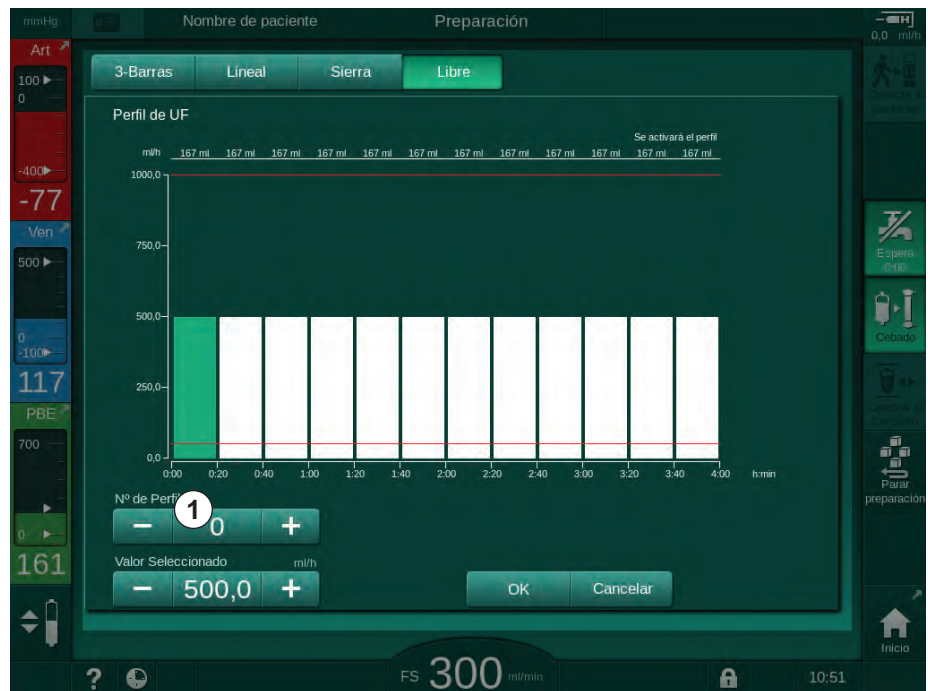 mmHg
Nombre de paciente
Preparación
H
0,0 ml/h
Art
100
0
-400
-77
Ven
500
0
-100
117
PBE
700
0
161
3-Barras Lineal Sierra Libre
Perfil de UF
Se activará el perfil
ml/h 167 ml 167 ml 167 ml 167 ml 167 ml 167 ml 167 ml 167 ml 167 ml 167 ml 167 ml 167 ml
1000,0
750,0
500,0
250,0
0,0
0:00 0:20 0:40 1:00 1:20 1:40 2:00 2:20 2:40 3:00 3:20 3:40 4:00 h:min
Nº de Perfil
1
− 0 +
Valor Seleccionado ml/h
− 500,0 +
OK Cancelar
Conectar al
paciente
Espera
Cebado
Parar
preparación
Inicio
? FS 300 ml/min 10:51